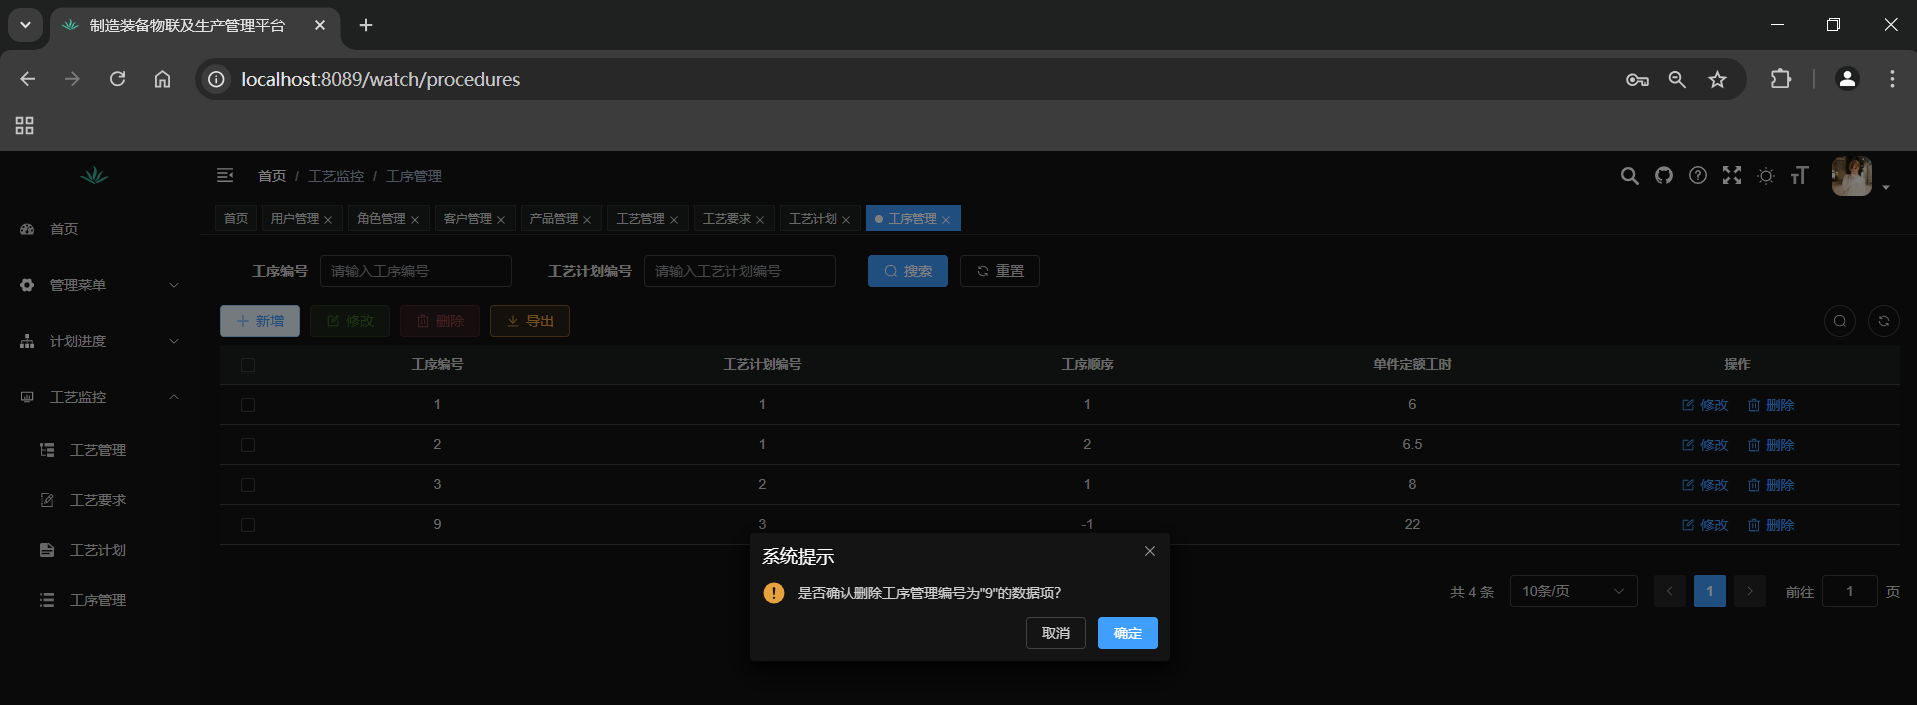 制造装备物联及生产管理平台
localhost:8089/watch/procedures
首页 / 工艺监控 / 工序管理
首页 用户管理 角色管理 客户管理 产品管理 工艺管理 工艺要求 工艺计划 工序管理
首页
管理菜单
计划进度
工艺监控
工艺管理
工艺要求
工艺计划
工序管理
工序编号 请输入工序编号 工艺计划编号 请输入工艺计划编号 搜索 重置
新增 修改 删除 导出
工序编号 工艺计划编号 工序顺序 单件定额工时 操作
1 1 1 6 修改 删除
2 1 2 6.5 修改 删除
3 2 1 8 修改 删除
9 3 -1 22 修改 删除
系统提示
是否确认删除工序管理编号为"9"的数据项?
取消 确定
共 4 条 10条/页 1 前往 1 页